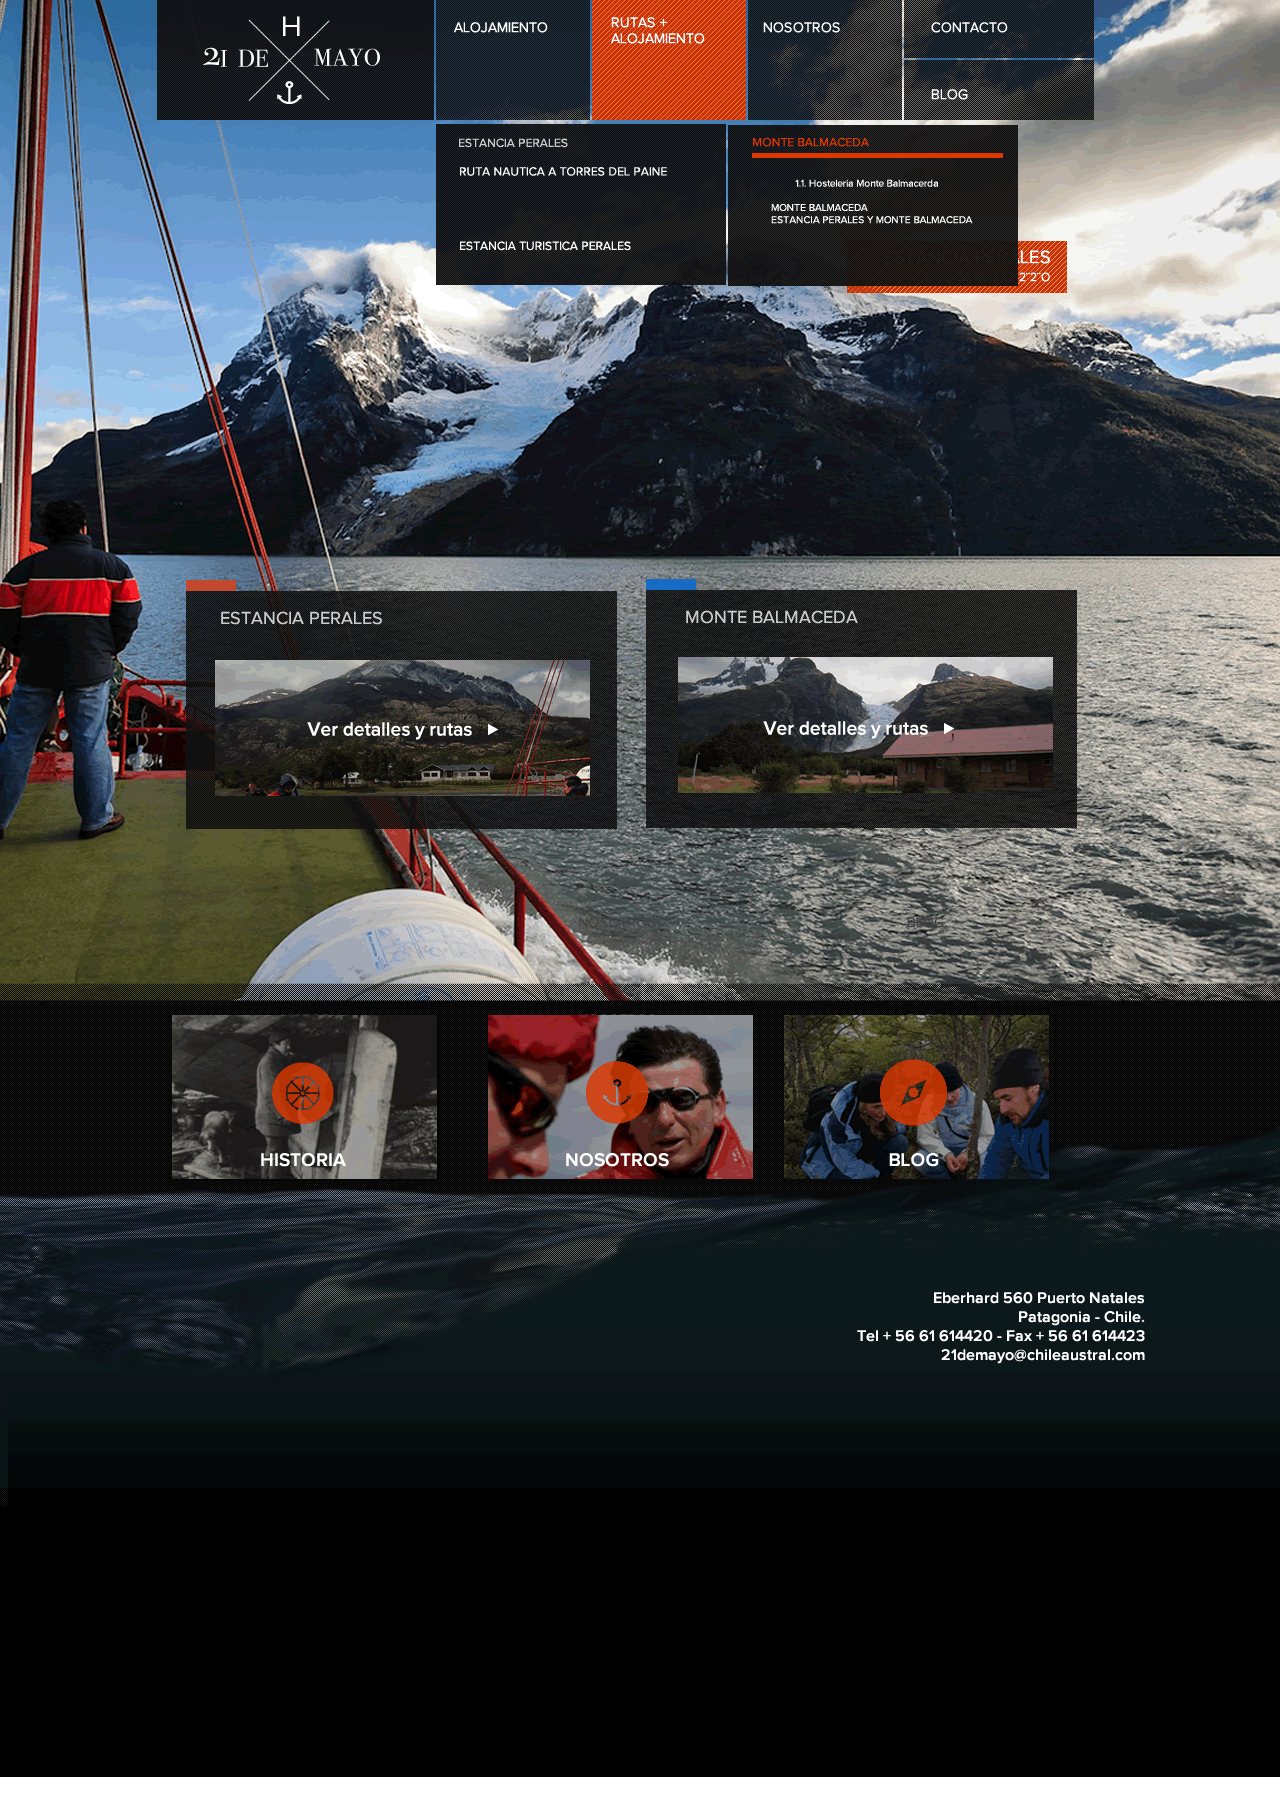 H
21 DE MAYO
ALOJAMIENTO
RUTAS +
ALOJAMIENTO
NOSOTROS
CONTACTO
BLOG
ESTANCIA PERALES
RUTA NAUTICA A TORRES DEL PAINE
ESTANCIA TURISTICA PERALES
MONTE BALMACEDA
1.1. Hosteleria Monte Balmacerda
MONTE BALMACEDA
ESTANCIA PERALES Y MONTE BALMACEDA
ESTANCIA PERALES
2´2¨O
ESTANCIA PERALES
MONTE BALMACEDA
Ver detalles y rutas
Ver detalles y rutas
HISTORIA
NOSOTROS
BLOG
Eberhard 560 Puerto Natales
Patagonia - Chile.
Tel + 56 61 614420 - Fax + 56 61 614423
21demayo@chileaustral.com